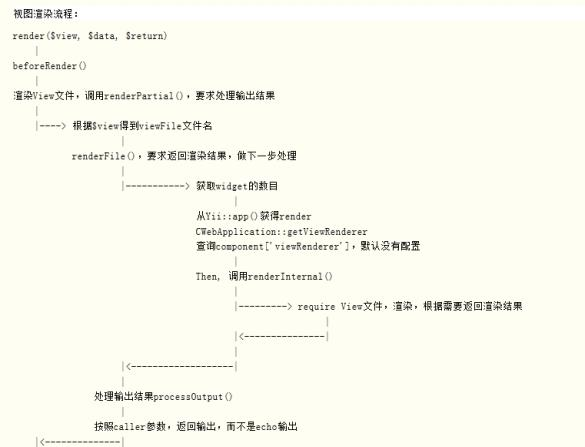 视图渲染流程：
render($view, $data, $return)
|
beforeRender()
|
渲染View文件，调用renderPartial()，要求处理输出结果
|
|----> 根据$view得到viewFile文件名
|
renderFile()，要求返回渲染结果，做下一步处理
|
|-----------> 获取widget的数目
|
从Yii::app()获得render
CWebApplication::getViewRenderer
查询component['viewRenderer']，默认没有配置
|
Then, 调用renderInternal()
|
|---------> require View文件，渲染，根据需要返回渲染结果
|
|<---------------|
|
|<-------------------|
|
处理输出结果processOutput()
|
按照caller参数，返回输出，而不是echo输出
|<--------------|